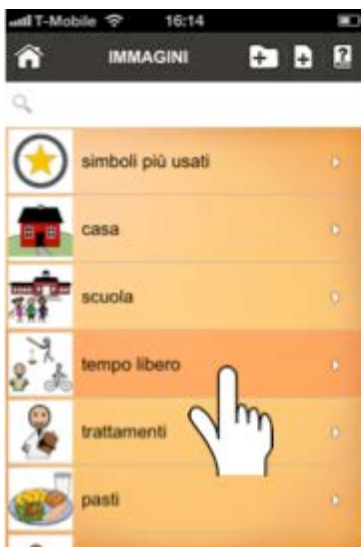 T-Mobile 16:14
IMMAGINI
simboli più usati
casa
scuola
tempo libero
trattamenti
pasti